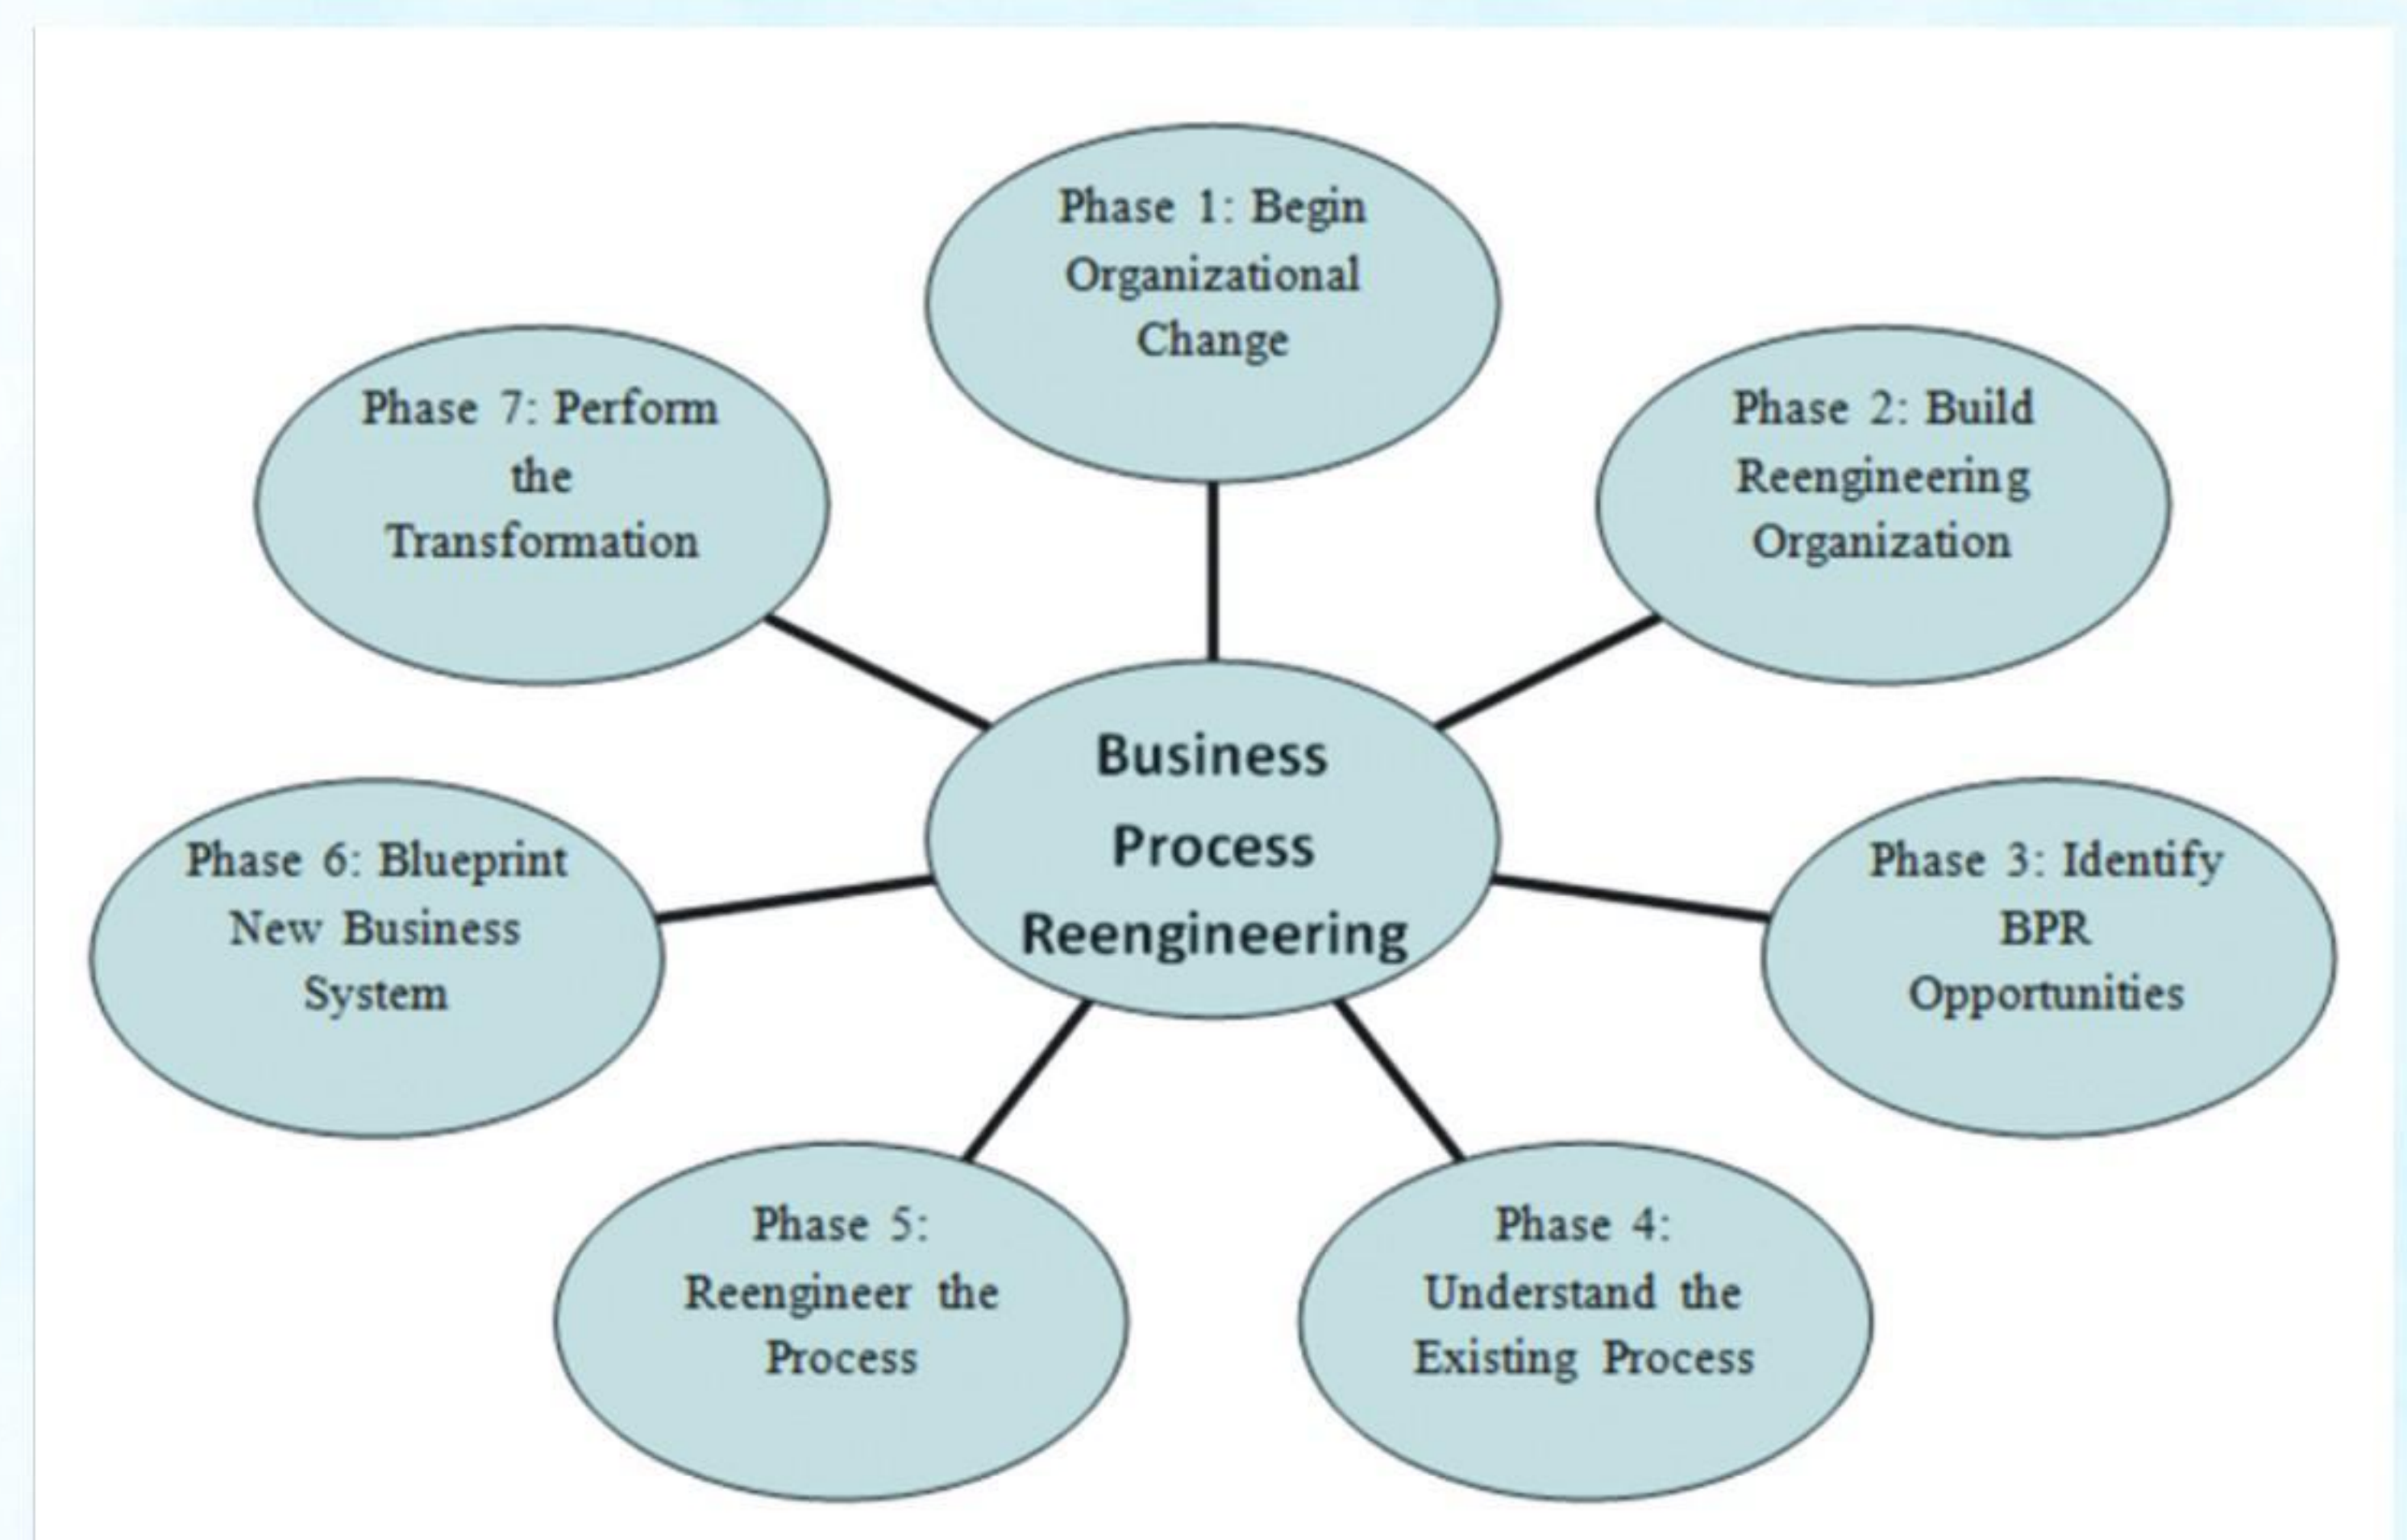 Phase 1: Begin
Organizational
Change
Phase 2: Build
Reengineering
Organization
Phase 3: Identify
BPR
Opportunities
Phase 4:
Understand the
Existing Process
Phase 5:
Reengineer the
Process
Phase 6: Blueprint
New Business
System
Phase 7: Perform
the
Transformation
Business
Process
Reengineering